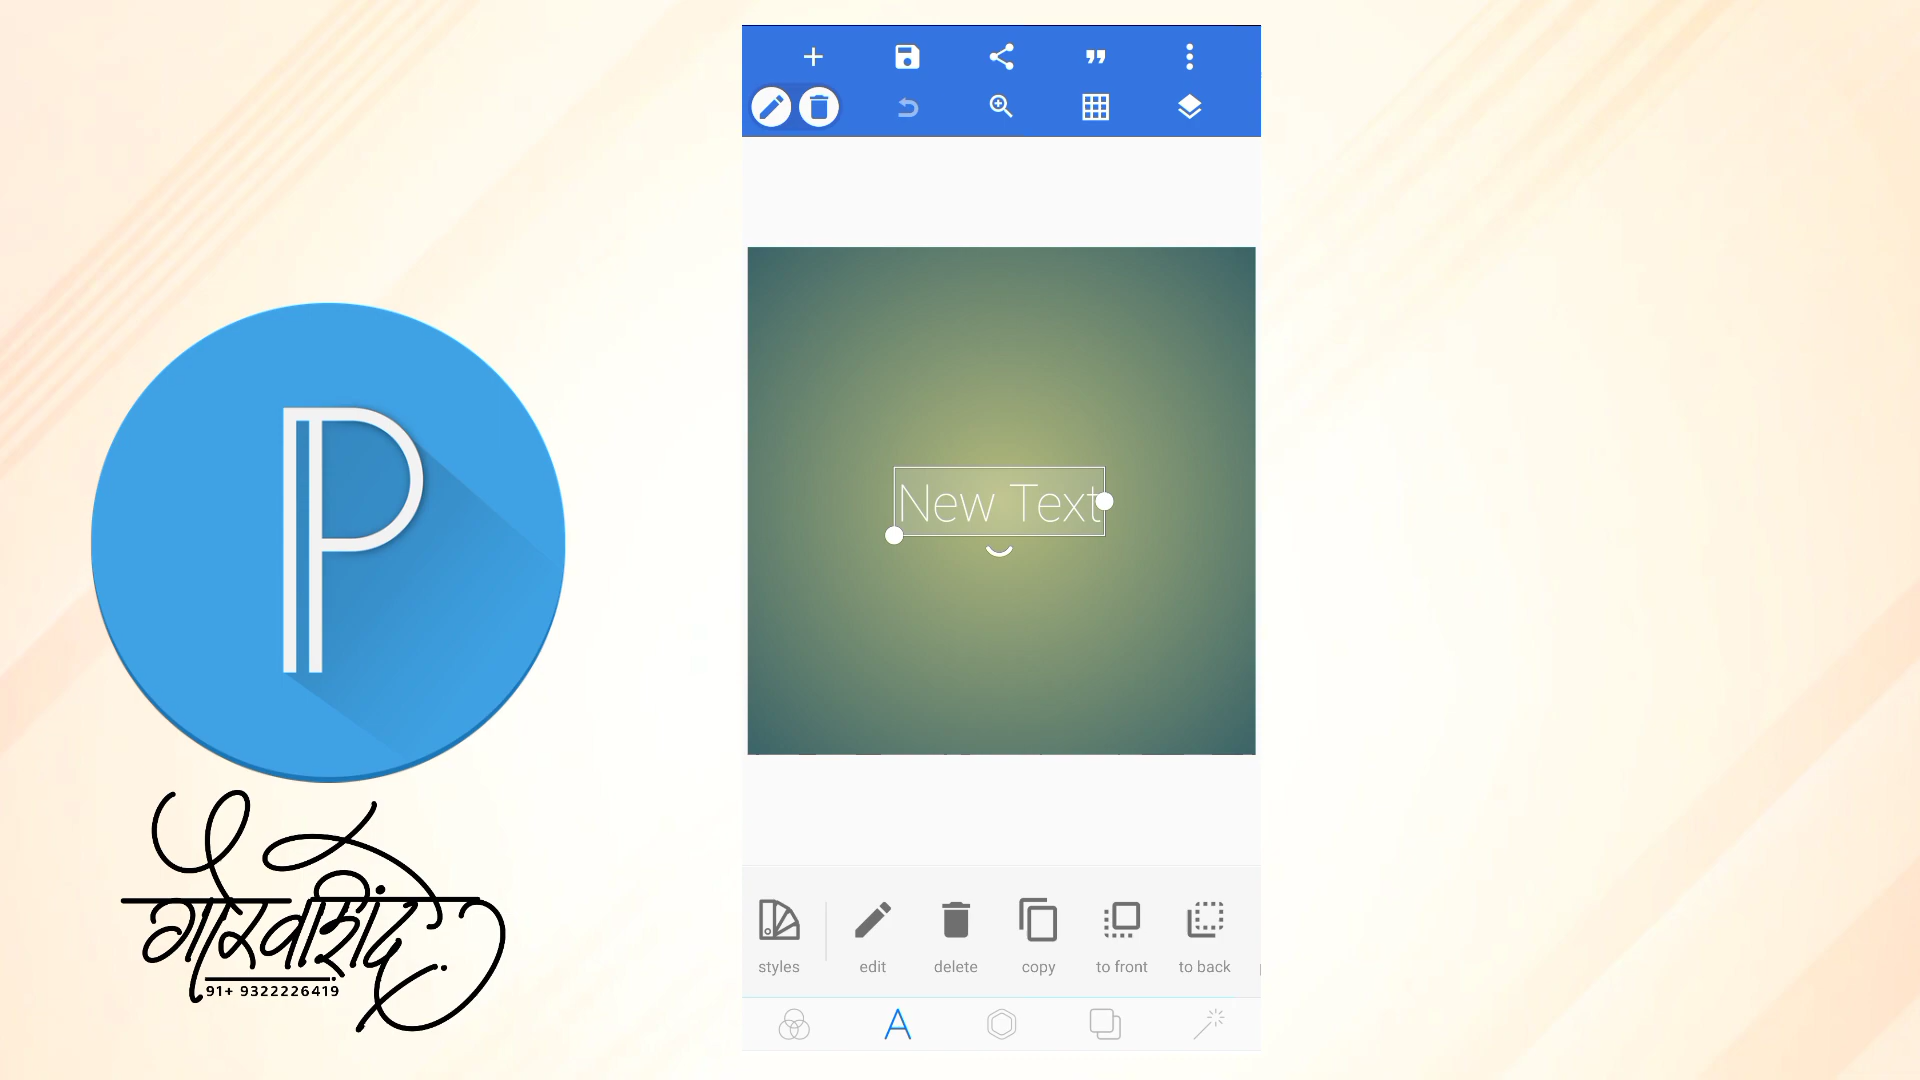 New Text
styles
edit
delete
copy
to front
to back
91+ 9322226419